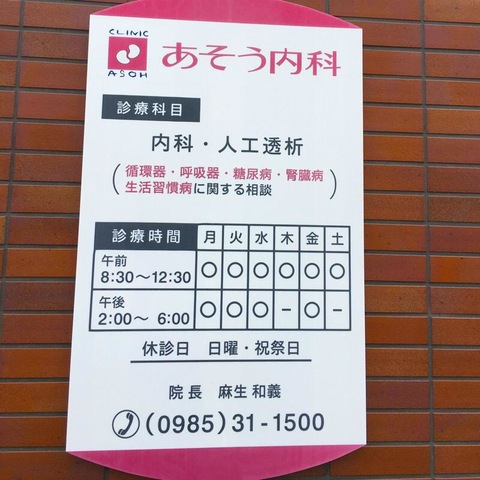 CLINIC
ASOH
あそう内科
診療科目
内科・人工透析
(循環器・呼吸器・糖尿病・腎臓病
生活習慣病に関する相談)
診療時間 月 火 水 木 金 土
午前
8:30〜12:30 ○ ○ ○ ○ ○ ○
午後
2:00〜 6:00 ○ ○ ○ − ○ −
休診日 日曜・祝祭日
院長 麻生和義
(0985)31-1500